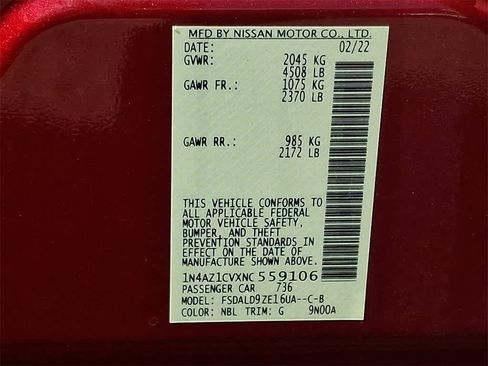 MFD BY NISSAN MOTOR CO., LTD.
DATE: 02/22
GVWR: 2045 KG
4508 LB
GAWR FR.: 1075 KG
2370 LB
GAWR RR.: 985 KG
2172 LB
THIS VEHICLE CONFORMS TO
ALL APPLICABLE FEDERAL
MOTOR VEHICLE SAFETY,
BUMPER, AND THEFT
PREVENTION STANDARDS IN
EFFECT ON THE DATE OF
MANUFACTURE SHOWN ABOVE.
1N4AZ1CVXNC 559106
PASSENGER CAR 736
MODEL: FSDALD9ZE16UA--C-B
COLOR: NBL TRIM: G 9N00A